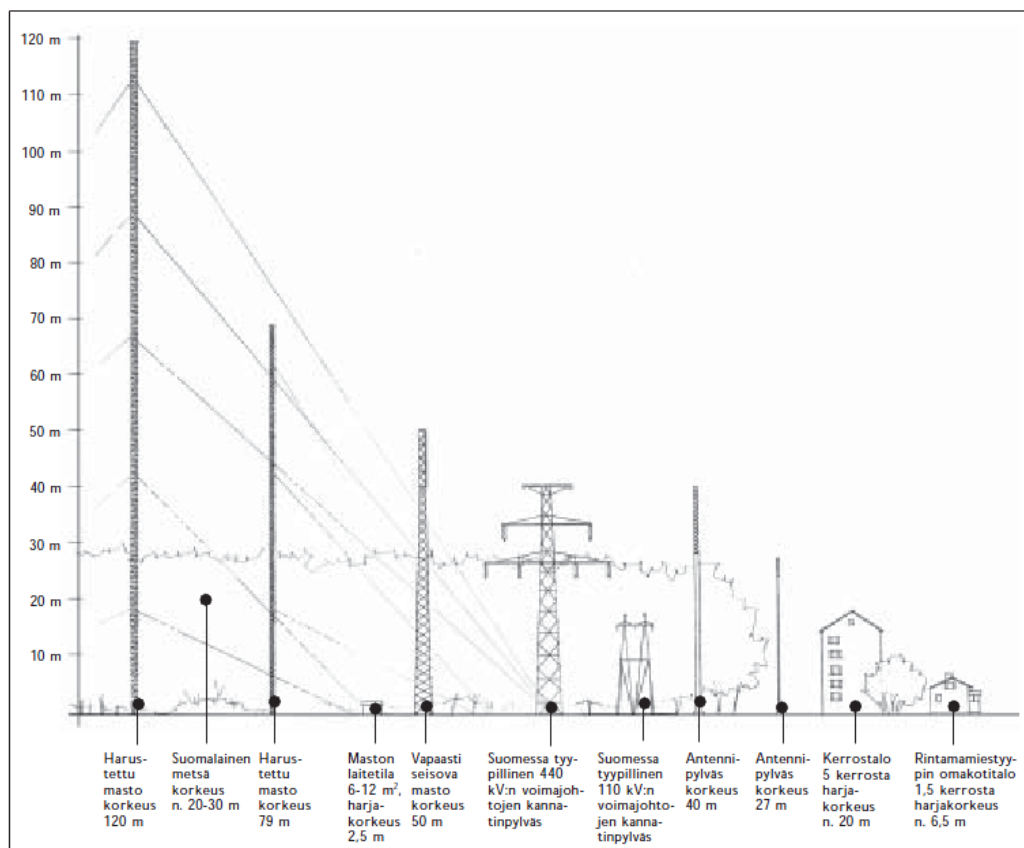 120 m
110 m
100 m
90 m
80 m
70 m
60 m
50 m
40 m
30 m
20 m
10 m
Harus-
tettu
masto
korkeus
120 m
Suomalainen
metsä
korkeus
n. 20-30 m
Harus-
tettu
masto
korkeus
79 m
Maston
laitetila
6-12 m²,
harja-
korkeus
2,5 m
Vapaasti
seisova
masto
korkeus
50 m
Suomessa tyy-
pillinen 440
kV:n voimajoh-
tojen kanna-
tinpylväs
Suomessa
tyypillinen
110 kV:n
voimajohto-
jen kanna-
tinpylväs
Antenni-
pylväs
korkeus
40 m
Antenni-
pylväs
korkeus
27 m
Kerrostalo
5 kerrosta
harja-
korkeus
n. 20 m
Rintamamiestyy-
pin omakotitalo
1,5 kerrosta
harjakorkeus
n. 6,5 m